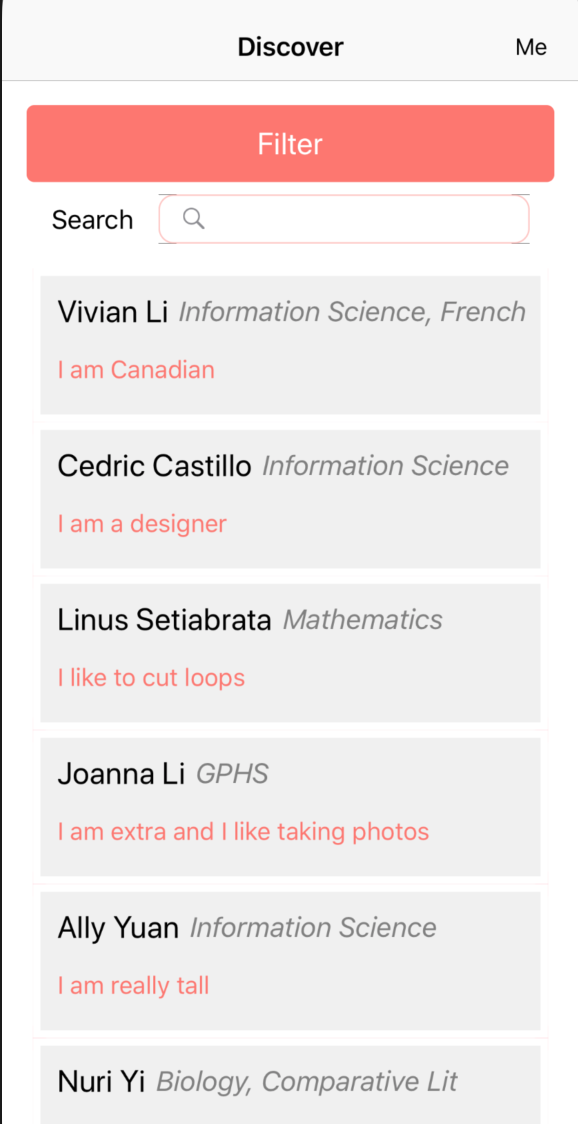 Discover Me
Filter
Search
Vivian Li Information Science, French
I am Canadian
Cedric Castillo Information Science
I am a designer
Linus Setiabrata Mathematics
I like to cut loops
Joanna Li GPHS
I am extra and I like taking photos
Ally Yuan Information Science
I am really tall
Nuri Yi Biology, Comparative Lit